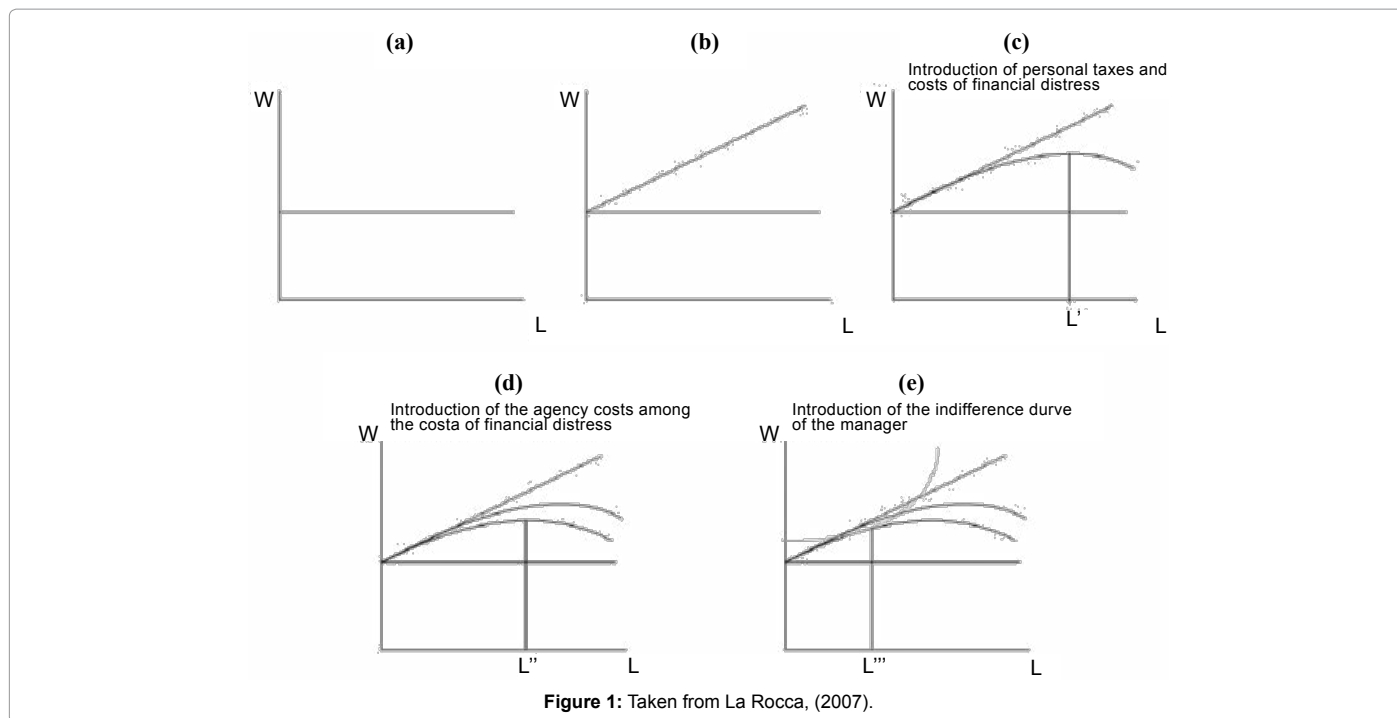 (a)
(b)
(c)
Introduction of personal taxes and
costs of financial distress
W
L
W
L
W
L’
L
(d)
Introduction of the agency costs among
the costa of financial distress
(e)
Introduction of the indifference durve
of the manager
W
L’’
L
W
L’’’
L
Figure 1: Taken from La Rocca, (2007).